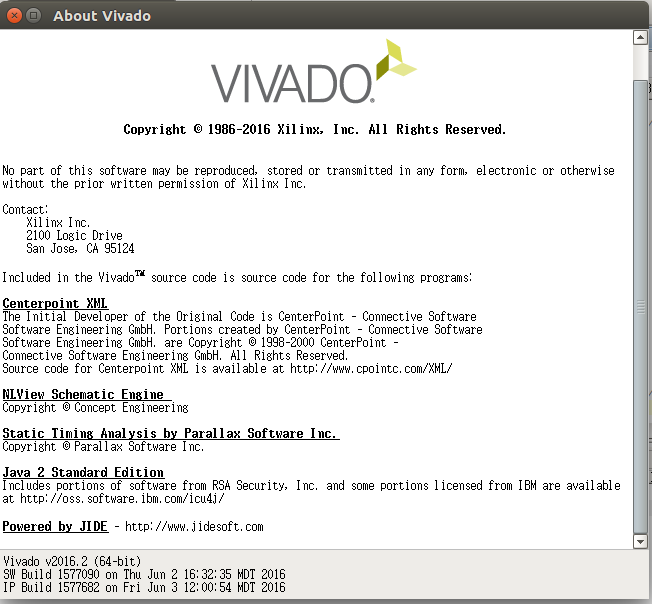 About Vivado
VIVADO.
Copyright © 1986-2016 Xilinx, Inc. All Rights Reserved.
No part of this software may be reproduced, stored or transmitted in any form, electronic or otherwise
without the prior written permission of Xilinx Inc.
Contact:
Xilinx Inc.
2100 Logic Drive
San Jose, CA 95124
Included in the Vivado™ source code is source code for the following programs:
Centerpoint XML
The Initial Developer of the Original Code is CenterPoint - Connective Software
Software Engineering GmbH. Portions created by CenterPoint - Connective Software
Software Engineering GmbH. are Copyright © 1998-2000 CenterPoint -
Connective Software Engineering GmbH. All Rights Reserved.
Source code for Centerpoint XML is available at http://www.cpointc.com/XML/
NLView Schematic Engine
Copyright © Concept Engineering
Static Timing Analysis by Parallax Software Inc.
Copyright © Parallax Software Inc.
Java 2 Standard Edition
Includes portions of software from RSA Security, Inc. and some portions licensed from IBM are available
at http://oss.software.ibm.com/icu4j/
Powered by JIDE - http://www.jidesoft.com
Vivado v2016.2 (64-bit)
SW Build 1577090 on Thu Jun 2 16:32:35 MDT 2016
IP Build 1577682 on Fri Jun 3 12:00:54 MDT 2016